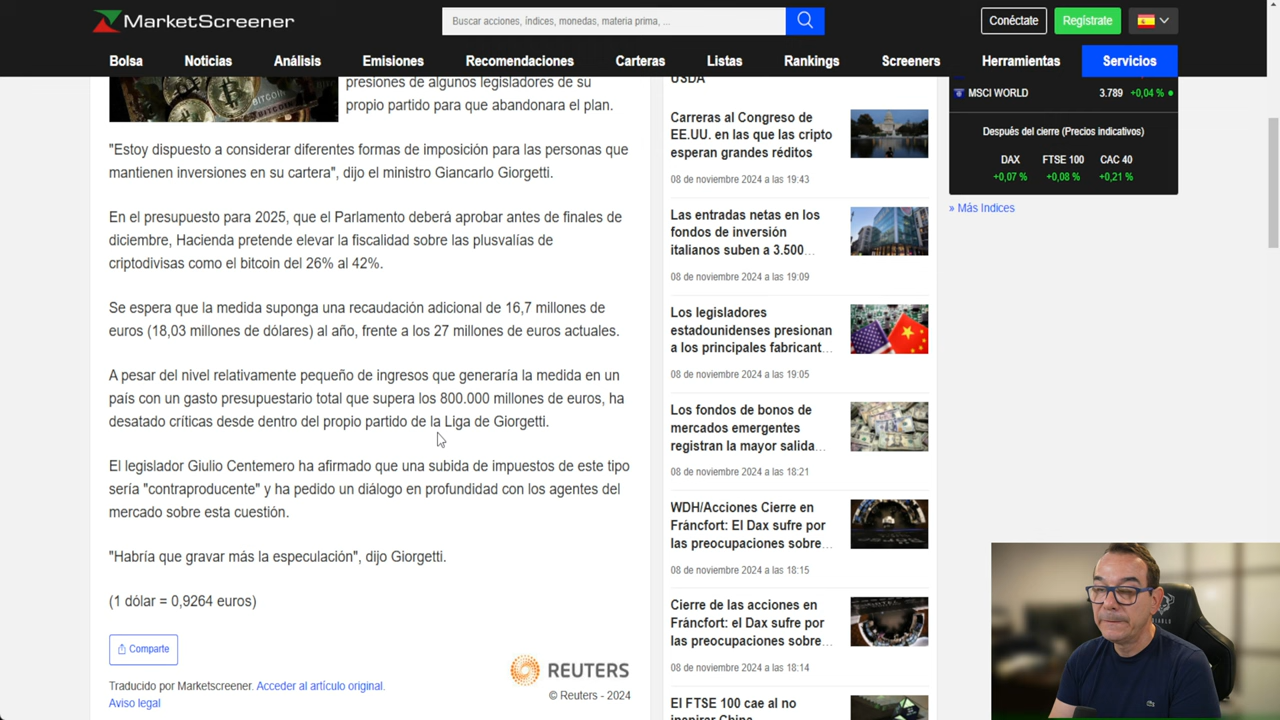 MarketScreener
Buscar acciones, índices, monedas, materia prima, ...
Conéctate
Regístrate
Bolsa
Noticias
Análisis
Emisiones
Recomendaciones
Carteras
Listas
Rankings
Screeners
Herramientas
Servicios
presiones de algunos legisladores de su
propio partido para que abandonara el plan.
"Estoy dispuesto a considerar diferentes formas de imposición para las personas que
mantienen inversiones en su cartera", dijo el ministro Giancarlo Giorgetti.
En el presupuesto para 2025, que el Parlamento deberá aprobar antes de finales de
diciembre, Hacienda pretende elevar la fiscalidad sobre las plusvalías de
criptodivisas como el bitcoin del 26% al 42%.
Se espera que la medida suponga una recaudación adicional de 16,7 millones de
euros (18,03 millones de dólares) al año, frente a los 27 millones de euros actuales.
A pesar del nivel relativamente pequeño de ingresos que generaría la medida en un
país con un gasto presupuestario total que supera los 800.000 millones de euros, ha
desatado críticas desde dentro del propio partido de la Liga de Giorgetti.
El legislador Giulio Centemero ha afirmado que una subida de impuestos de este tipo
sería "contraproducente" y ha pedido un diálogo en profundidad con los agentes del
mercado sobre esta cuestión.
"Habría que gravar más la especulación", dijo Giorgetti.
(1 dólar = 0,9264 euros)
Comparte
REUTERS
© Reuters - 2024
Traducido por Marketscreener. Acceder al artículo original.
Aviso legal
USDA
Carreras al Congreso de
EE.UU. en las que las cripto
esperan grandes réditos
08 de noviembre 2024 a las 19:43
Las entradas netas en los
fondos de inversión
italianos suben a 3.500...
08 de noviembre 2024 a las 19:09
Los legisladores
estadounidenses presionan
a los principales fabricant...
08 de noviembre 2024 a las 19:05
Los fondos de bonos de
mercados emergentes
registran la mayor salida...
08 de noviembre 2024 a las 18:21
WDH/Acciones Cierre en
Fráncfort: El Dax sufre por
las preocupaciones sobre...
08 de noviembre 2024 a las 18:15
Cierre de las acciones en
Fráncfort: el Dax sufre por
las preocupaciones sobre...
08 de noviembre 2024 a las 18:14
El FTSE 100 cae al no
inspirar China
MSCI WORLD 3.789 +0,04 %
Después del cierre (Precios indicativos)
DAX FTSE 100 CAC 40
+0,07 % +0,08 % +0,21 %
» Más Indices